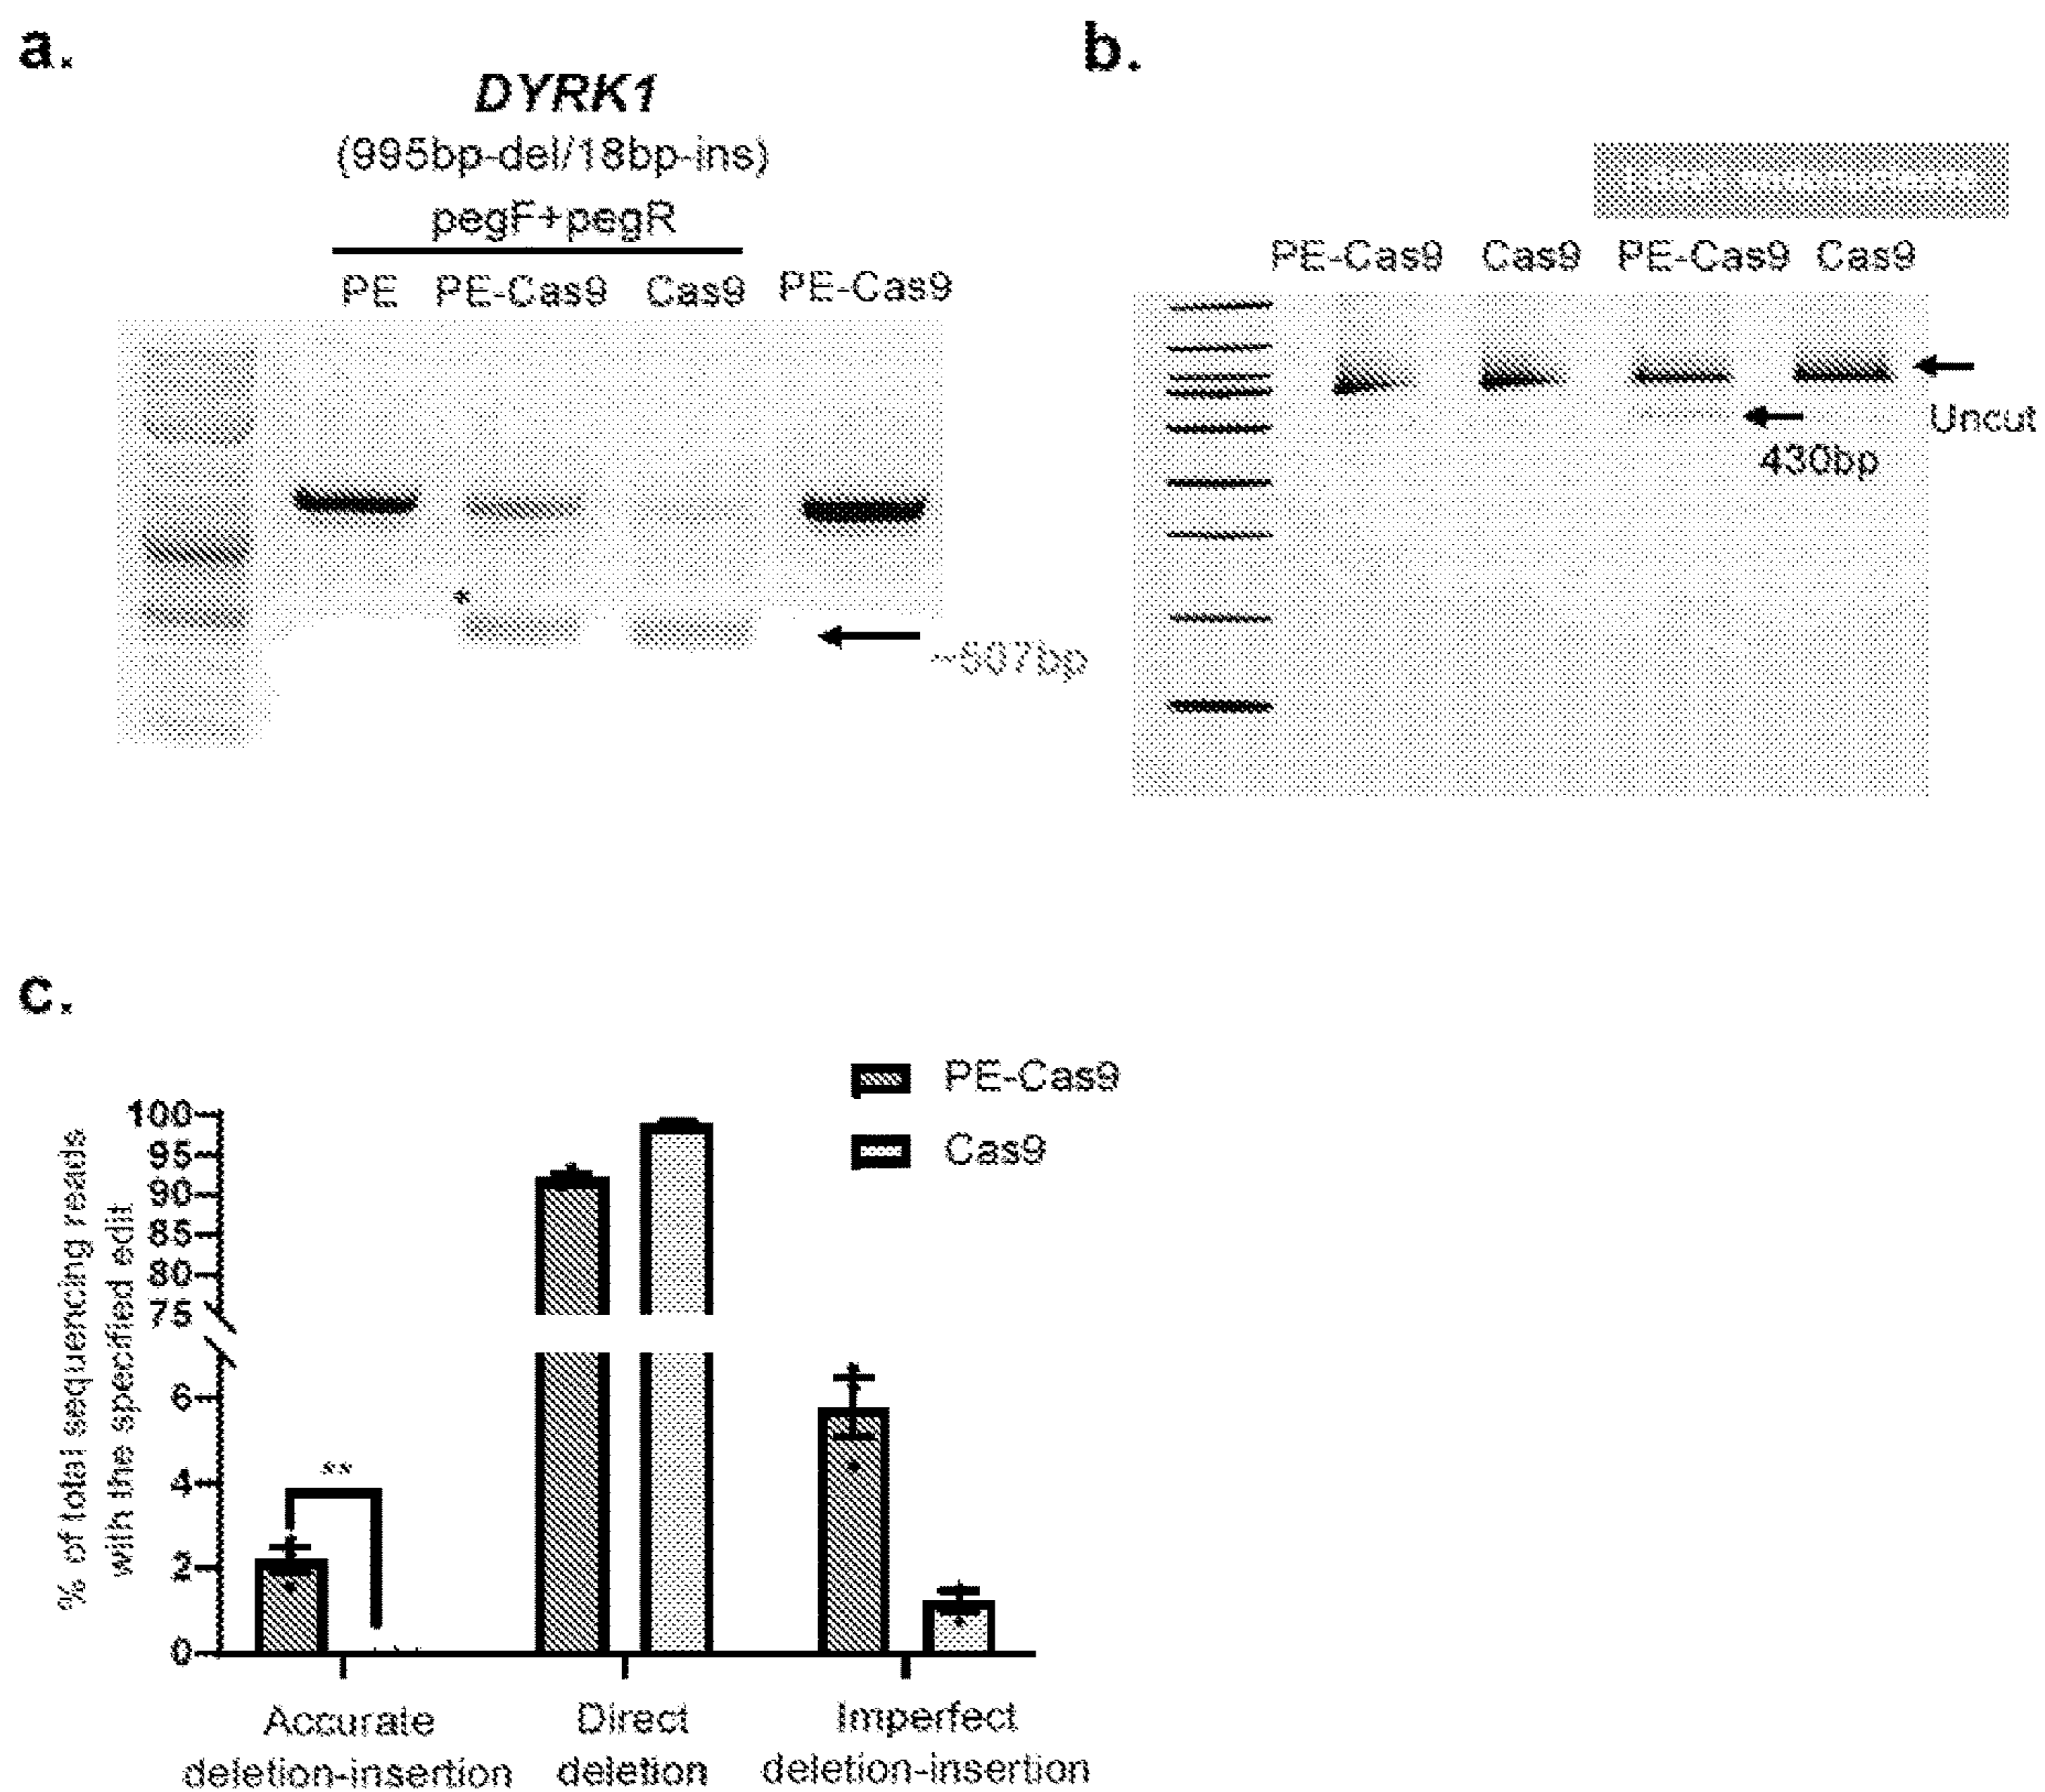 a.
DYRK1
(995bp-del/18bp-ins)
pegF+pegR
PE PE-Cas9 Cas9 PE-Cas9
*
~507bp
b.
PE-Cas9 Cas9 PE-Cas9 Cas9
Uncut
430bp
c.
PE-Cas9
Cas9
% of total sequencing reads
with the specified edit
100
95
90
85
80
75
6
4
2
0
**
Accurate
deletion-insertion
Direct
deletion
Imperfect
deletion-insertion